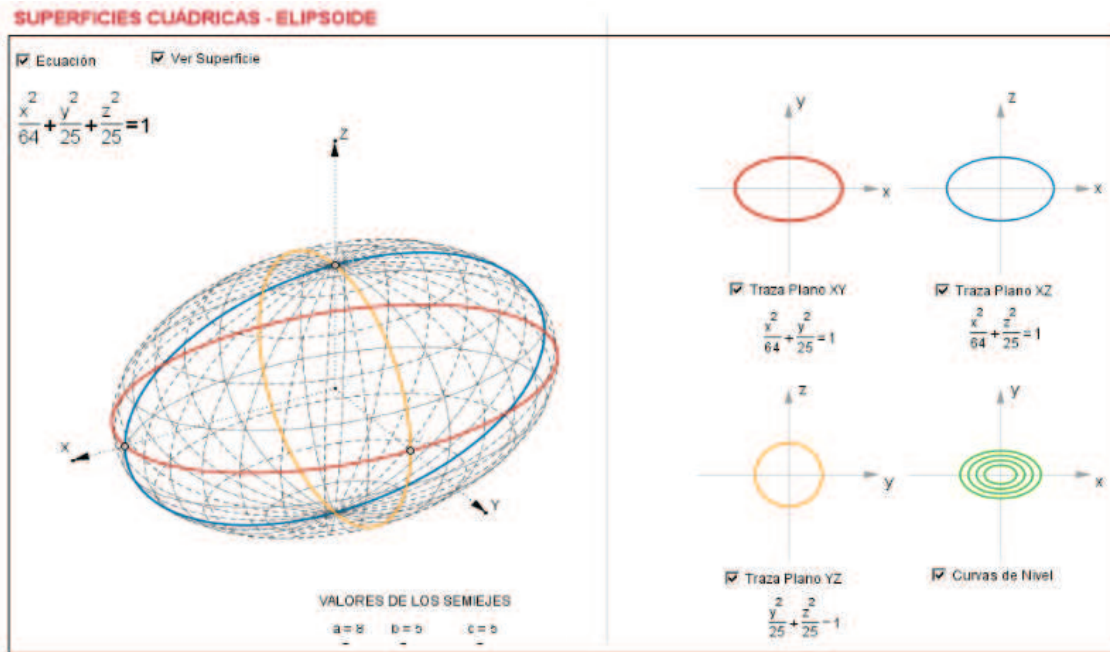 SUPERFICIES CUÁDRICAS - ELIPSOIDE
Ecuación
Ver Superficie
x²/64 + y²/25 + z²/25 = 1
Z
X
Y
VALORES DE LOS SEMIEJES
a = 8 b = 5 c = 5
y
x
Traza Plano XY
x²/64 + y²/25 = 1
z
x
Traza Plano XZ
x²/64 + z²/25 = 1
z
y
Traza Plano YZ
y²/25 + z²/25 = 1
y
x
Curvas de Nivel